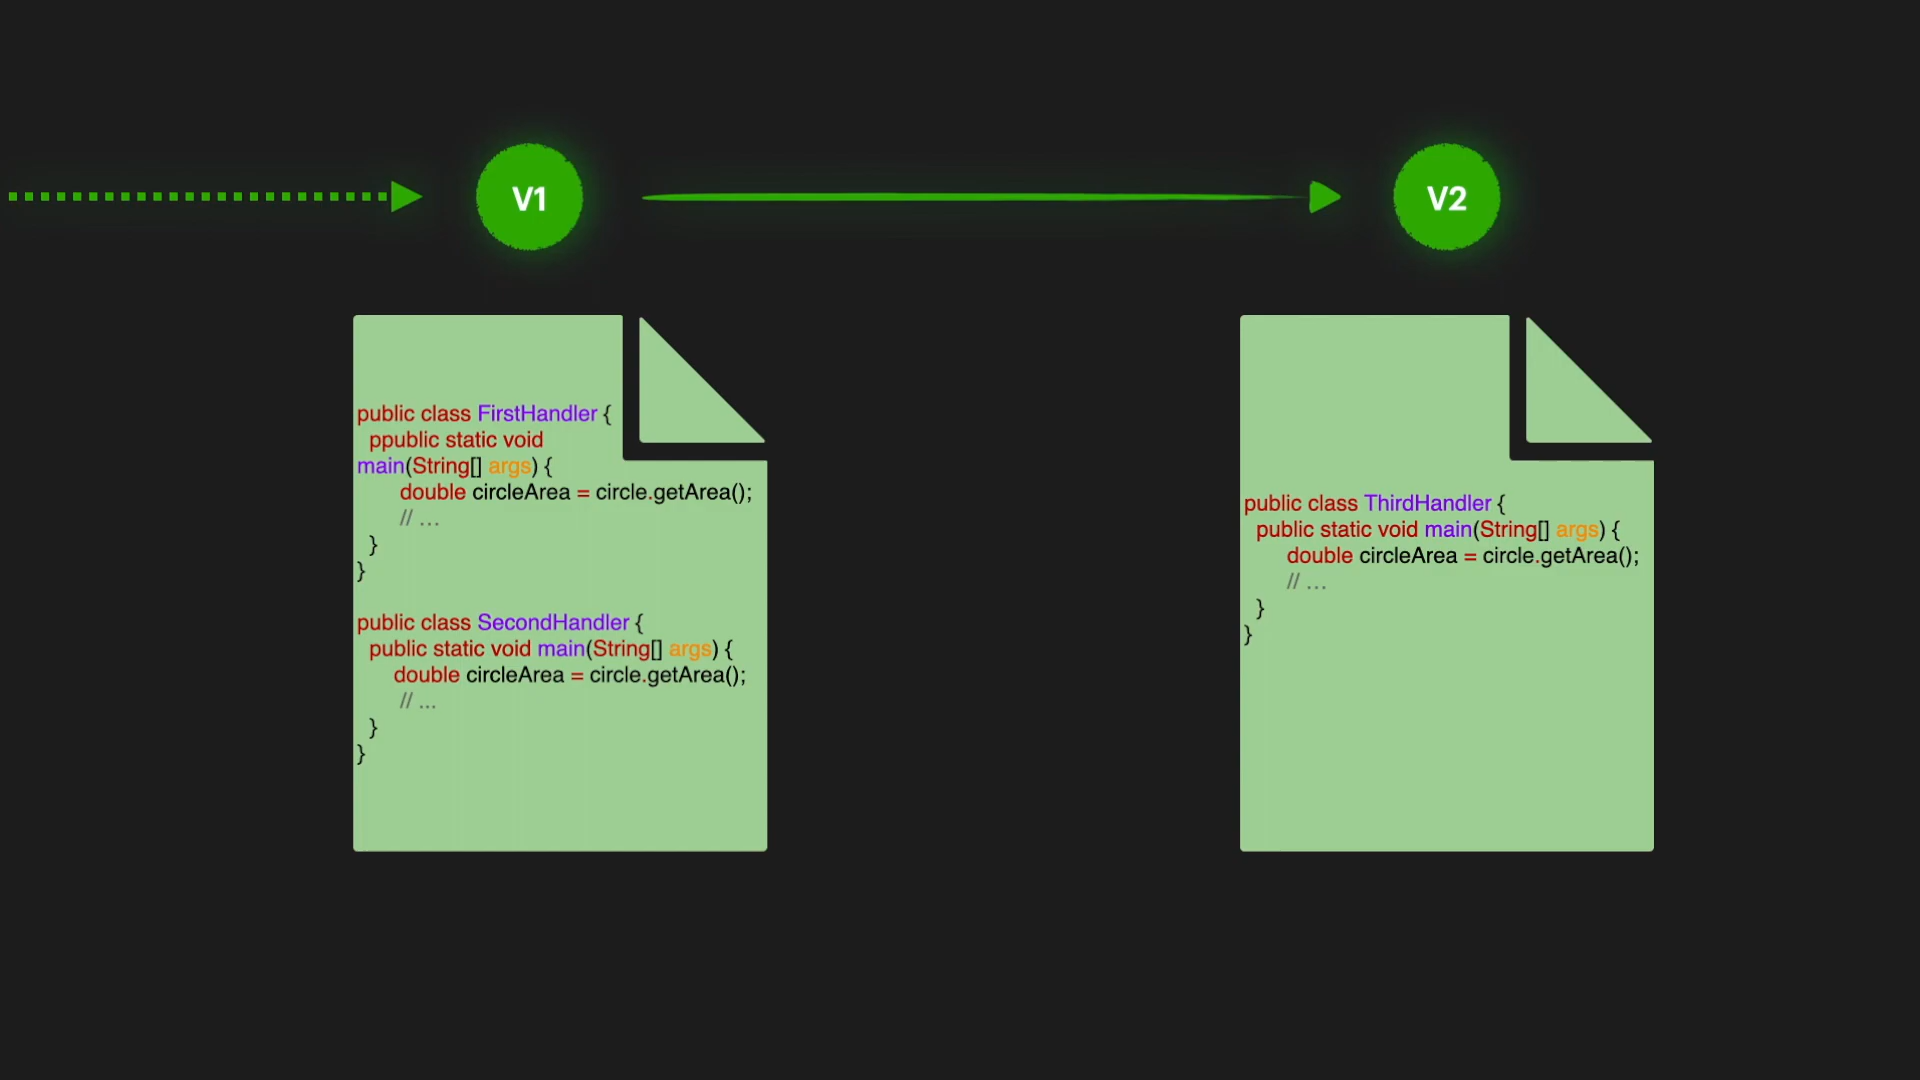 V1
V2
public class FirstHandler {
ppublic static void
main(String[] args) {
double circleArea = circle.getArea();
// …
}
}
public class SecondHandler {
public static void main(String[] args) {
double circleArea = circle.getArea();
// ...
}
}
public class ThirdHandler {
public static void main(String[] args) {
double circleArea = circle.getArea();
// …
}
}